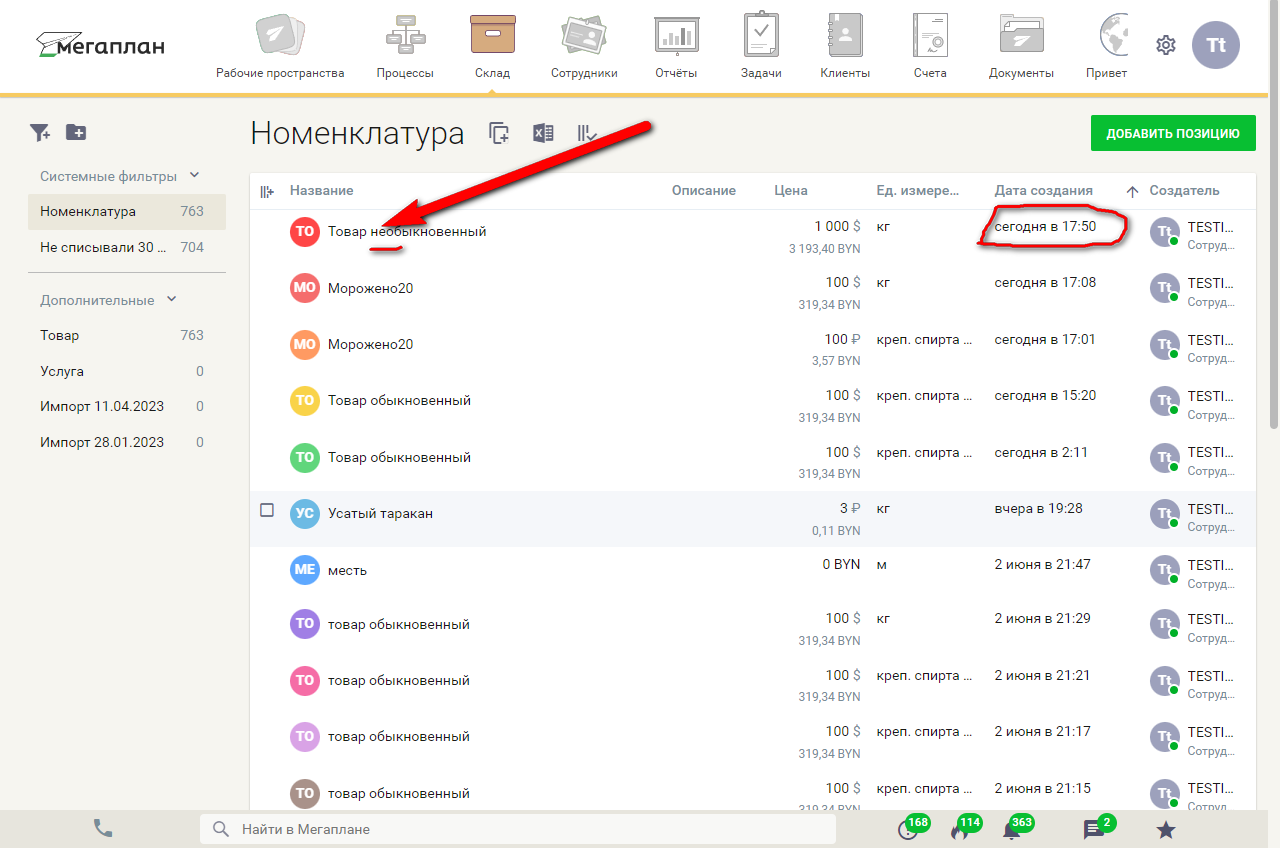 мегаплан
Рабочие пространства
Процессы
Склад
Сотрудники
Отчёты
Задачи
Клиенты
Счета
Документы
Привет
Tt
Номенклатура
ДОБАВИТЬ ПОЗИЦИЮ
Системные фильтры
Номенклатура 763
Не списывали 30 ... 704
Дополнительные
Товар 763
Услуга 0
Импорт 11.04.2023 0
Импорт 28.01.2023 0
Название Описание Цена Ед. измере... Дата создания Создатель
ТО Товар необыкновенный 1 000 $ кг сегодня в 17:50 Tt TESTI...
3 193,40 BYN Сотруд...
МО Морожено20 100 $ кг сегодня в 17:08 Tt TESTI...
319,34 BYN Сотруд...
МО Морожено20 100 ₽ креп. спирта ... сегодня в 17:01 Tt TESTI...
3,57 BYN Сотруд...
ТО Товар обыкновенный 100 $ креп. спирта ... сегодня в 15:20 Tt TESTI...
319,34 BYN Сотруд...
ТО Товар обыкновенный 100 $ креп. спирта ... сегодня в 2:11 Tt TESTI...
319,34 BYN Сотруд...
УС Усатый таракан 3 ₽ кг вчера в 19:28 Tt TESTI...
0,11 BYN Сотруд...
МЕ месть 0 BYN м 2 июня в 21:47 Tt TESTI...
Сотруд...
ТО товар обыкновенный 100 $ кг 2 июня в 21:29 Tt TESTI...
319,34 BYN Сотруд...
ТО товар обыкновенный 100 $ креп. спирта ... 2 июня в 21:21 Tt TESTI...
319,34 BYN Сотруд...
ТО товар обыкновенный 100 $ креп. спирта ... 2 июня в 21:17 Tt TESTI...
319,34 BYN Сотруд...
ТО товар обыкновенный 100 $ креп. спирта ... 2 июня в 21:15 Tt TESTI...
319,34 BYN Сотруд...
Найти в Мегаплане
168
114
363
2